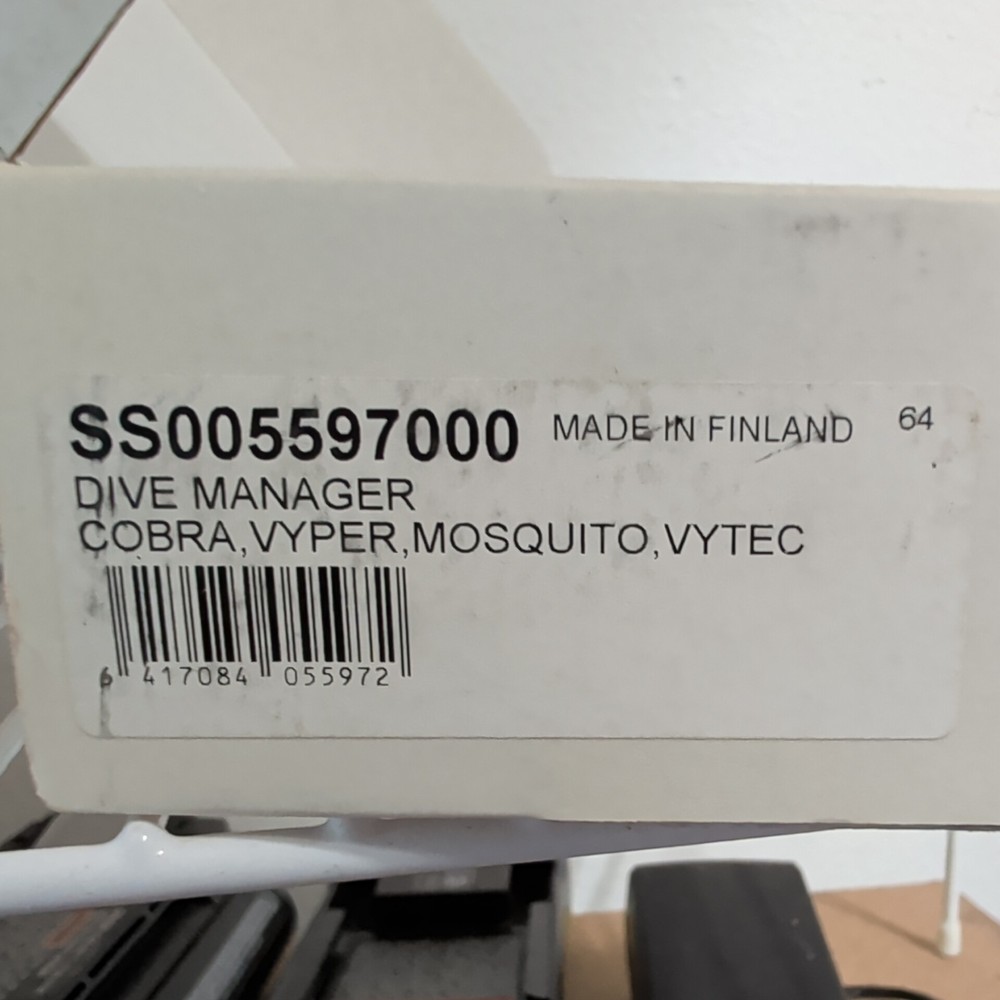 SS005597000 MADE IN FINLAND 64
DIVE MANAGER
COBRA,VYPER,MOSQUITO,VYTEC
6 417084 055972